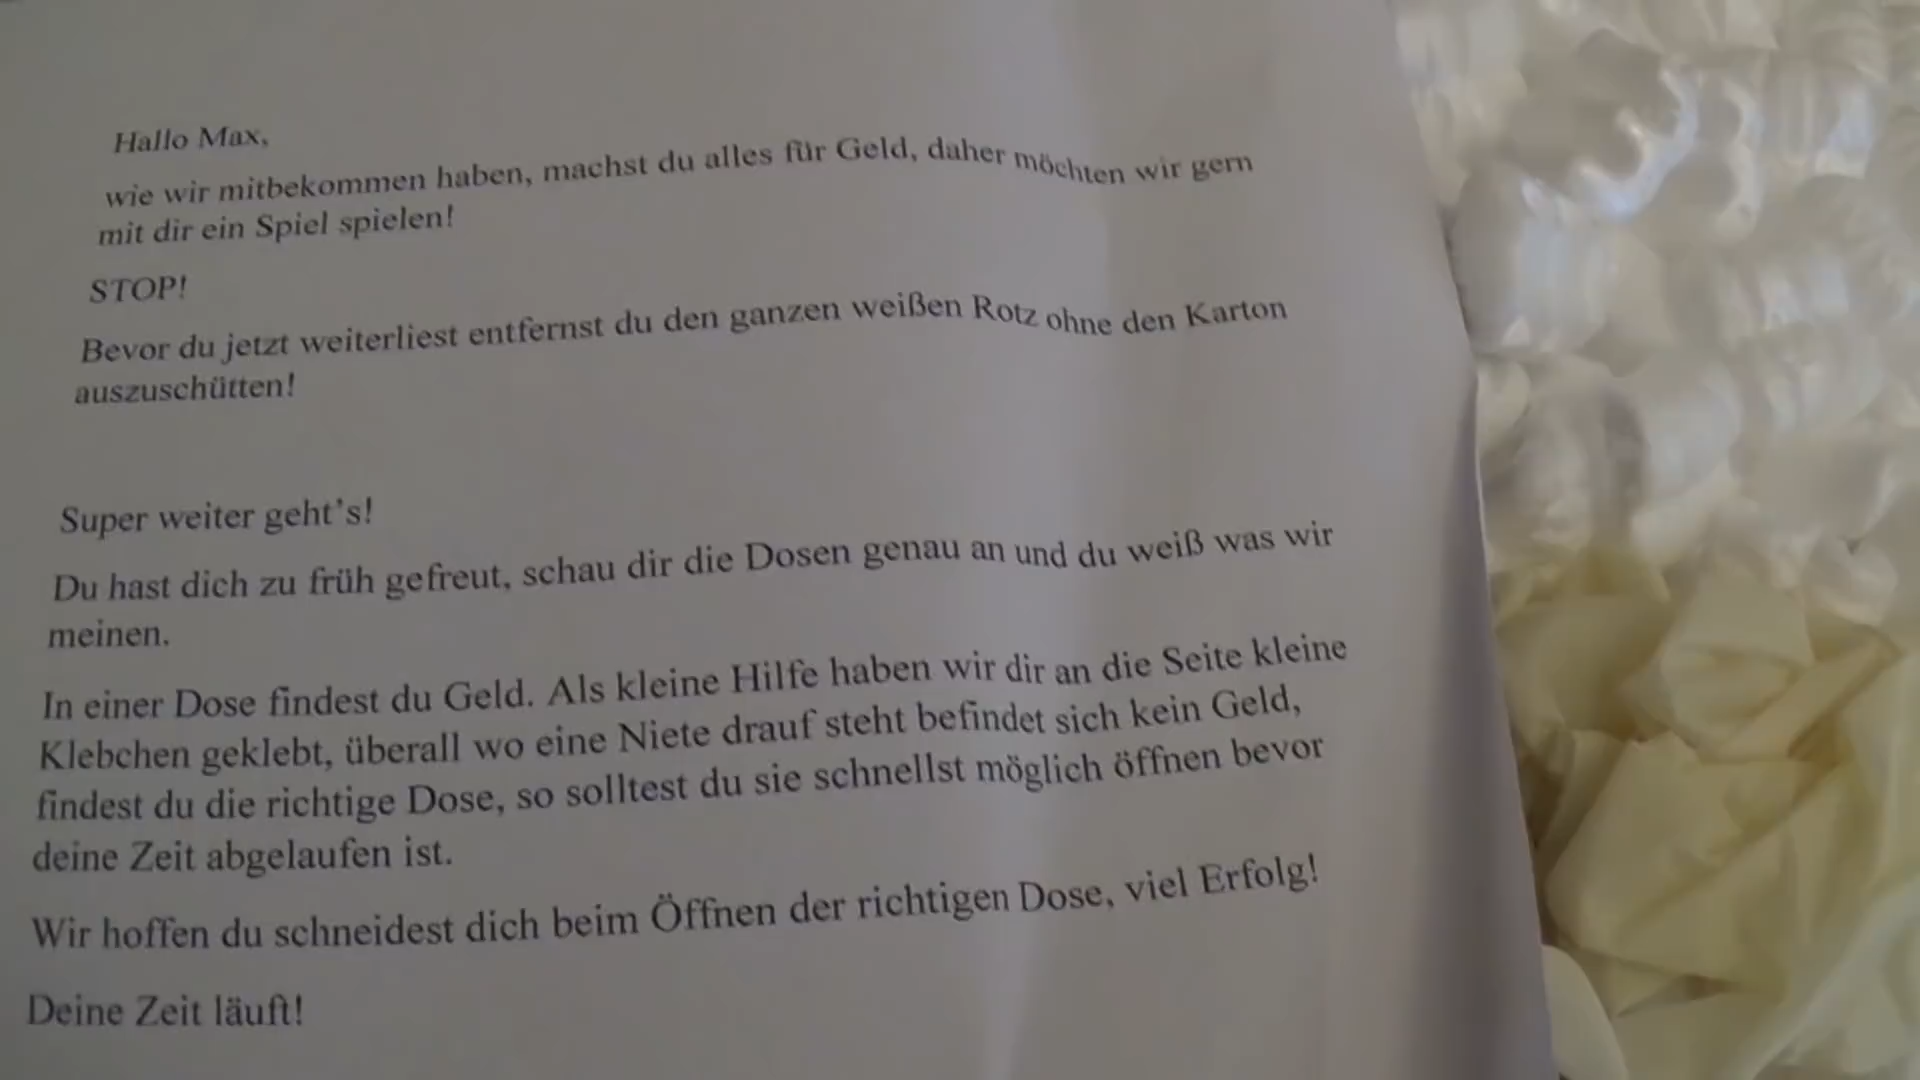 Hallo Max,
wie wir mitbekommen haben, machst du alles für Geld, daher möchten wir gern
mit dir ein Spiel spielen!
STOP!
Bevor du jetzt weiterliest entfernst du den ganzen weißen Rotz ohne den Karton
auszuschütten!
Super weiter geht's!
Du hast dich zu früh gefreut, schau dir die Dosen genau an und du weiß was wir
meinen.
In einer Dose findest du Geld. Als kleine Hilfe haben wir dir an die Seite kleine
Klebchen geklebt, überall wo eine Niete drauf steht befindet sich kein Geld,
findest du die richtige Dose, so solltest du sie schnellst möglich öffnen bevor
deine Zeit abgelaufen ist.
Wir hoffen du schneidest dich beim Öffnen der richtigen Dose, viel Erfolg!
Deine Zeit läuft!